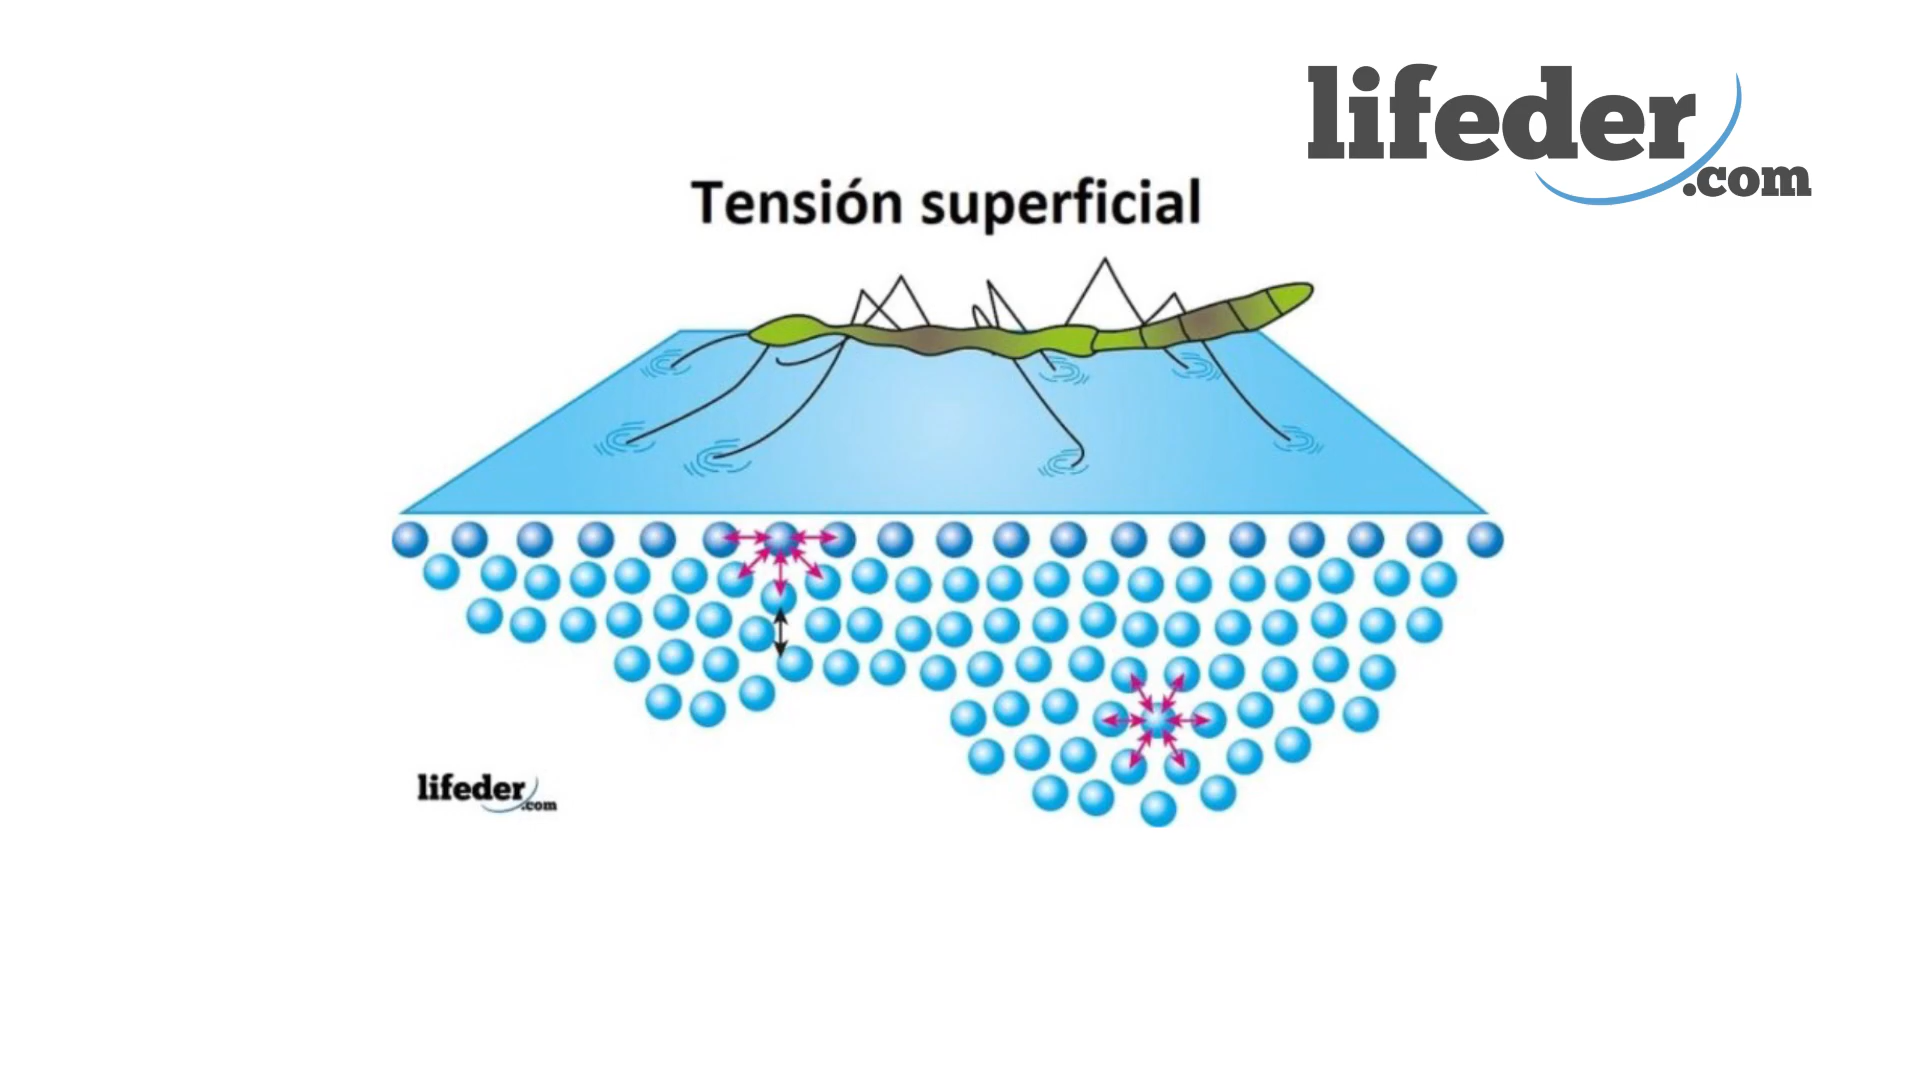 lifeder
.com
Tensión superficial
lifeder
.com